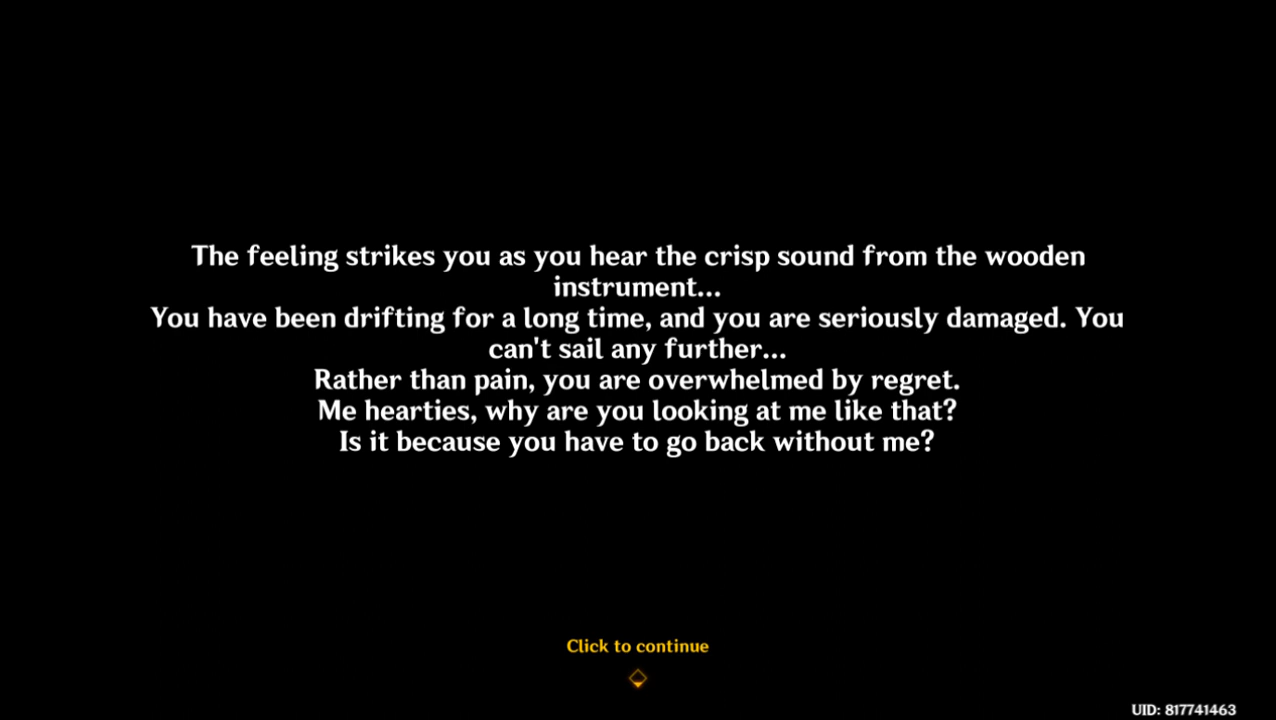 The feeling strikes you as you hear the crisp sound from the wooden
instrument...
You have been drifting for a long time, and you are seriously damaged. You
can't sail any further...
Rather than pain, you are overwhelmed by regret.
Me hearties, why are you looking at me like that?
Is it because you have to go back without me?
Click to continue
UID: 817741463